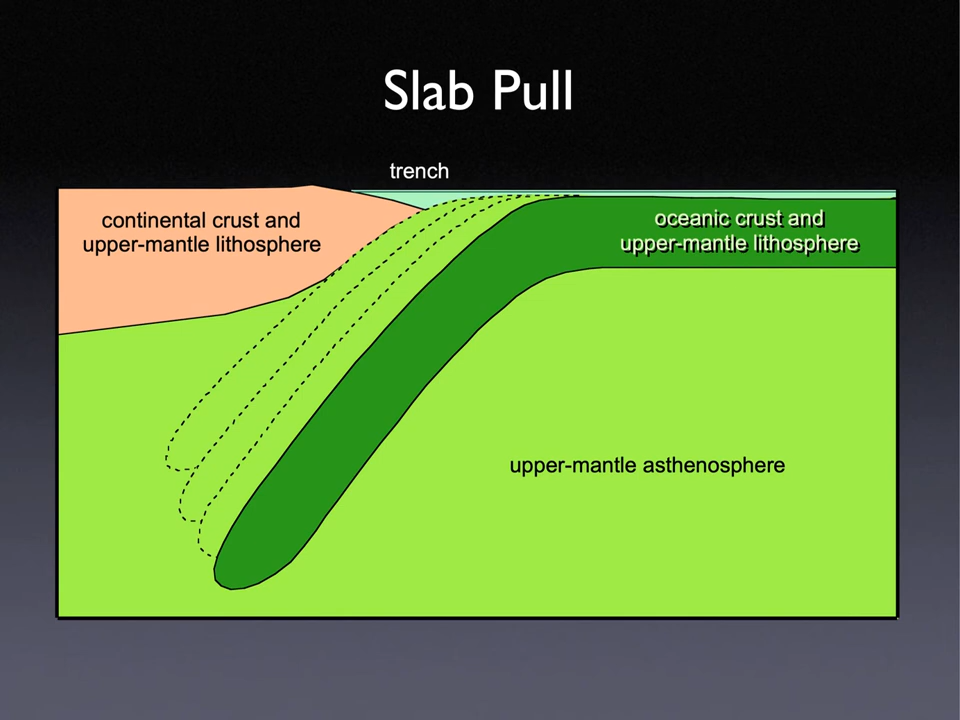 Slab Pull
trench
continental crust and
upper-mantle lithosphere
oceanic crust and
upper-mantle lithosphere
upper-mantle asthenosphere